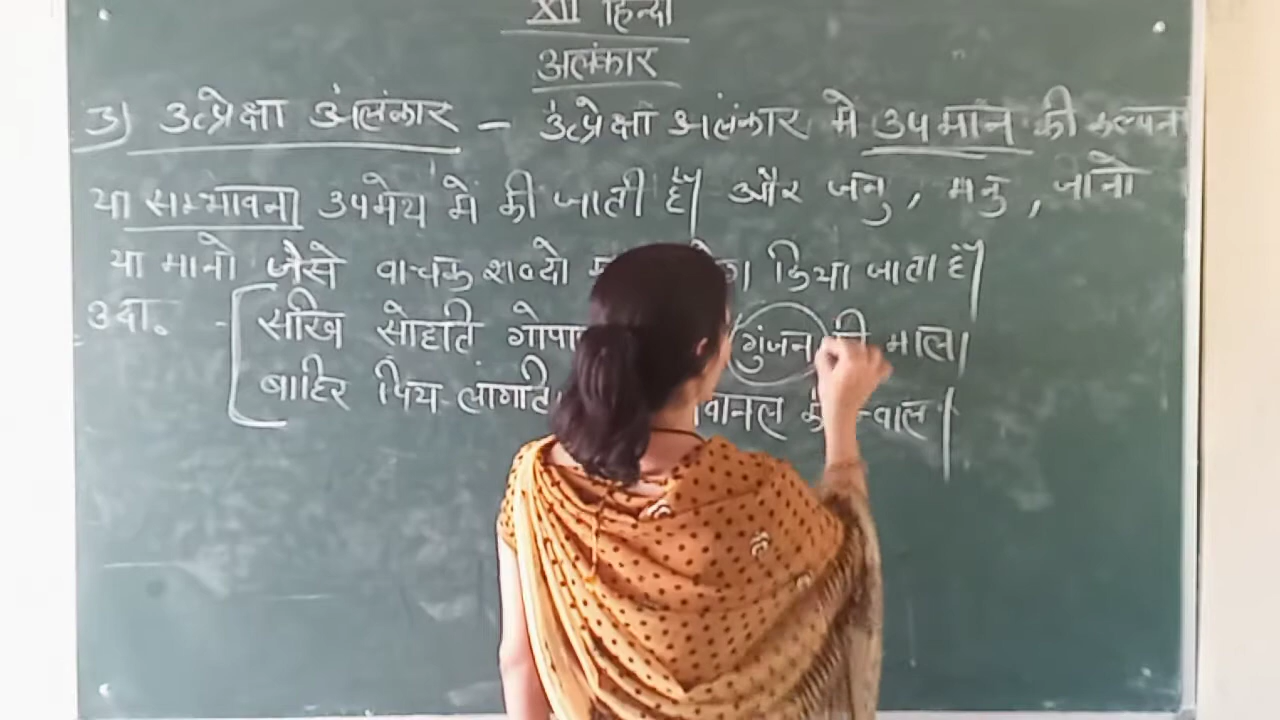 XII हिन्दी
अलंकार
3) उत्प्रेक्षा अलंकार - उत्प्रेक्षा अलंकार में उपमान की कल्पना
या सम्भावना उपमेय में की जाती है। और जनु, मनु, जानो
या मानो जैसे वाचक शब्दो किया जाता है।
उदा. - सखि सोहति गुंजन की माल।
बाहिर पिय लागति ज्वाल।